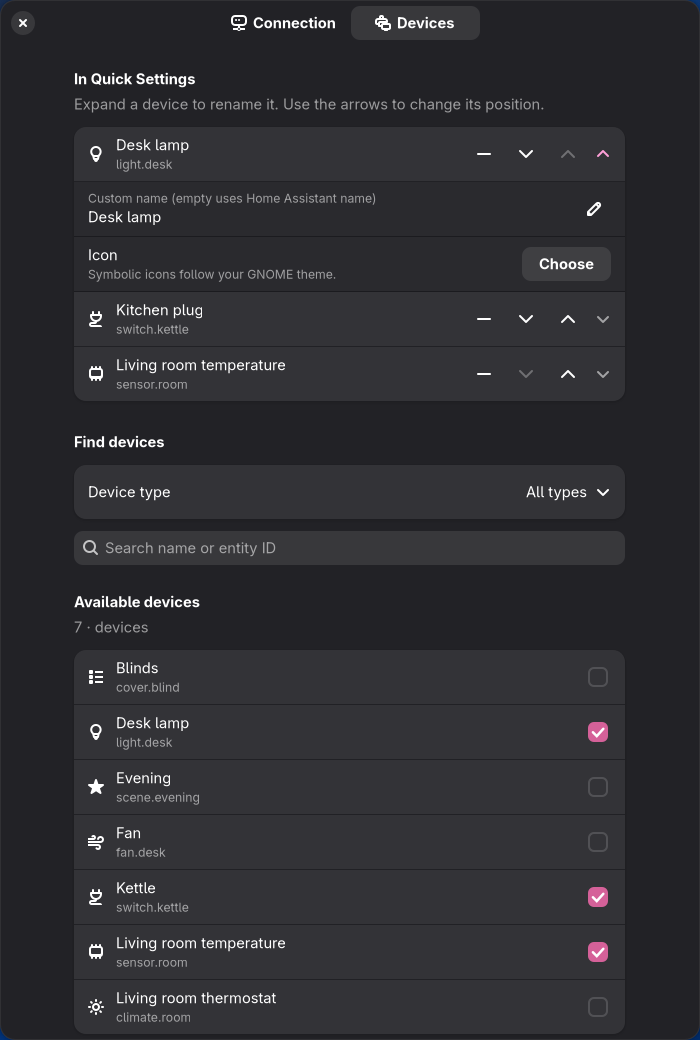 Connection
Devices
In Quick Settings
Expand a device to rename it. Use the arrows to change its position.
Desk lamp
light.desk
Custom name (empty uses Home Assistant name)
Desk lamp
Icon
Symbolic icons follow your GNOME theme.
Choose
Kitchen plug
switch.kettle
Living room temperature
sensor.room
Find devices
Device type
All types
Search name or entity ID
Available devices
7 · devices
Blinds
cover.blind
Desk lamp
light.desk
Evening
scene.evening
Fan
fan.desk
Kettle
switch.kettle
Living room temperature
sensor.room
Living room thermostat
climate.room